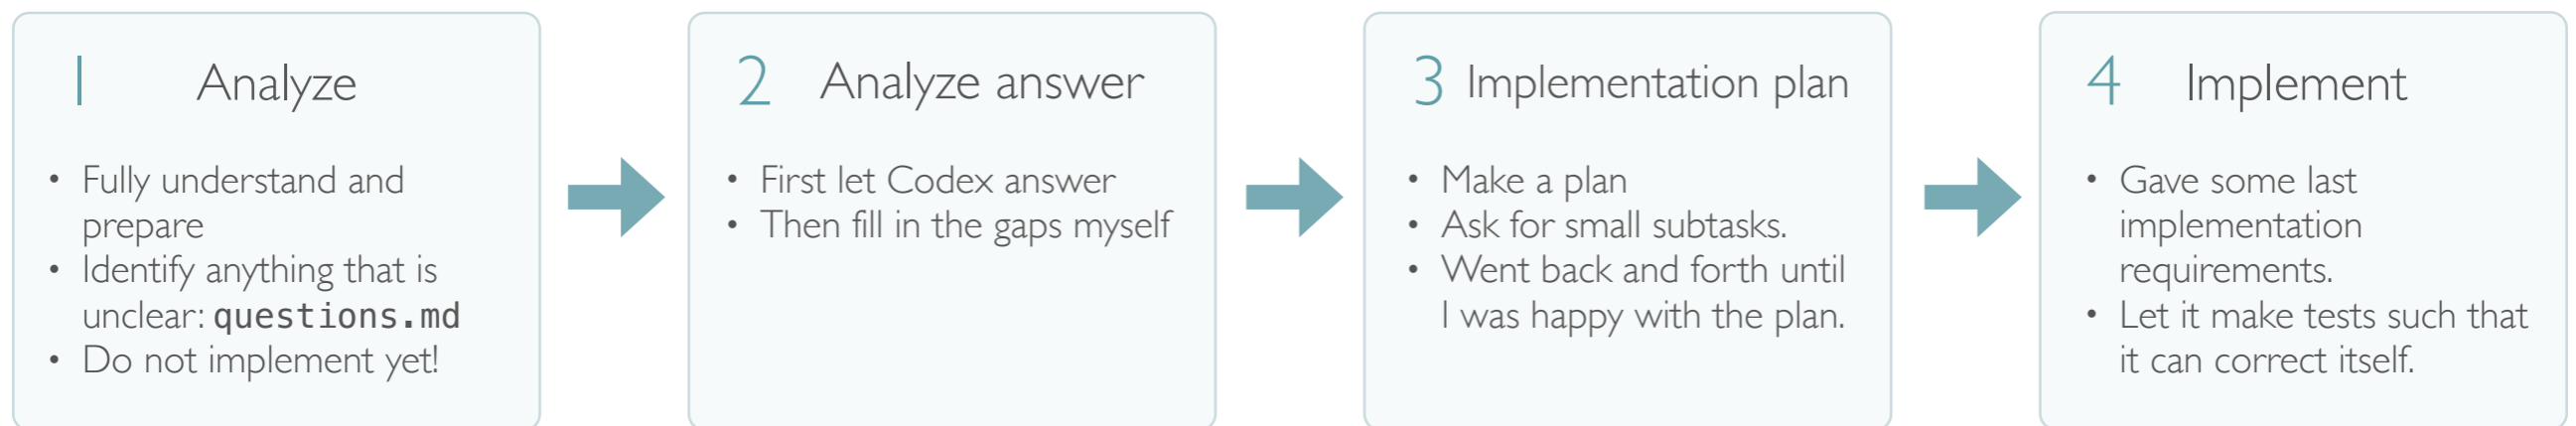 1 Analyze
• Fully understand and
prepare
• Identify anything that is
unclear: questions.md
• Do not implement yet!
2 Analyze answer
• First let Codex answer
• Then fill in the gaps myself
3 Implementation plan
• Make a plan
• Ask for small subtasks.
• Went back and forth until
I was happy with the plan.
4 Implement
• Gave some last
implementation
requirements.
• Let it make tests such that
it can correct itself.